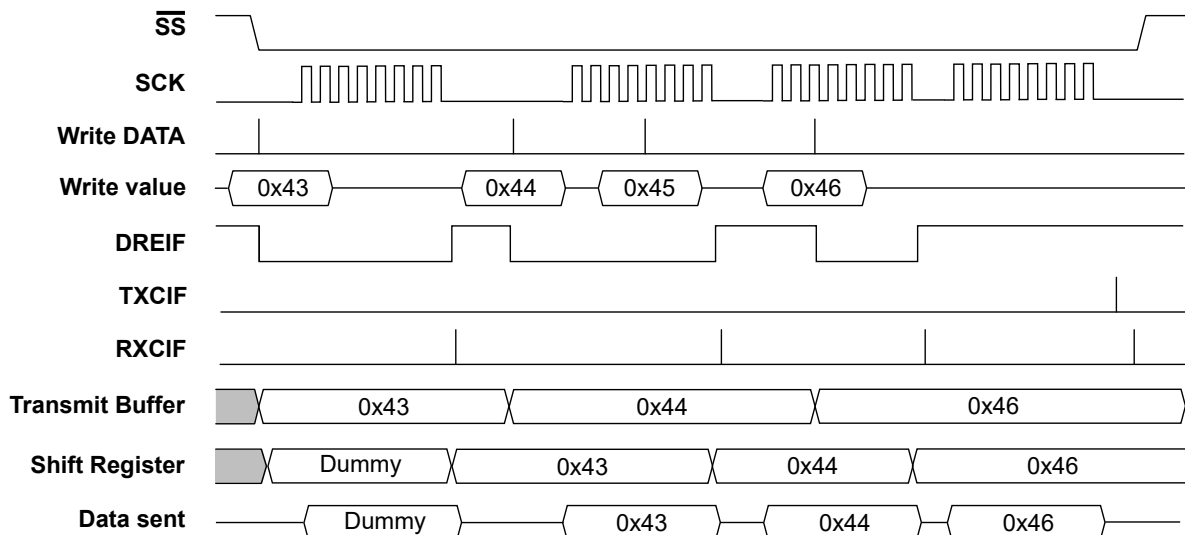 SS
SCK
Write DATA
Write value 0x43 0x44 0x45 0x46
DREIF
TXCIF
RXCIF
Transmit Buffer 0x43 0x44 0x46
Shift Register Dummy 0x43 0x44 0x46
Data sent Dummy 0x43 0x44 0x46